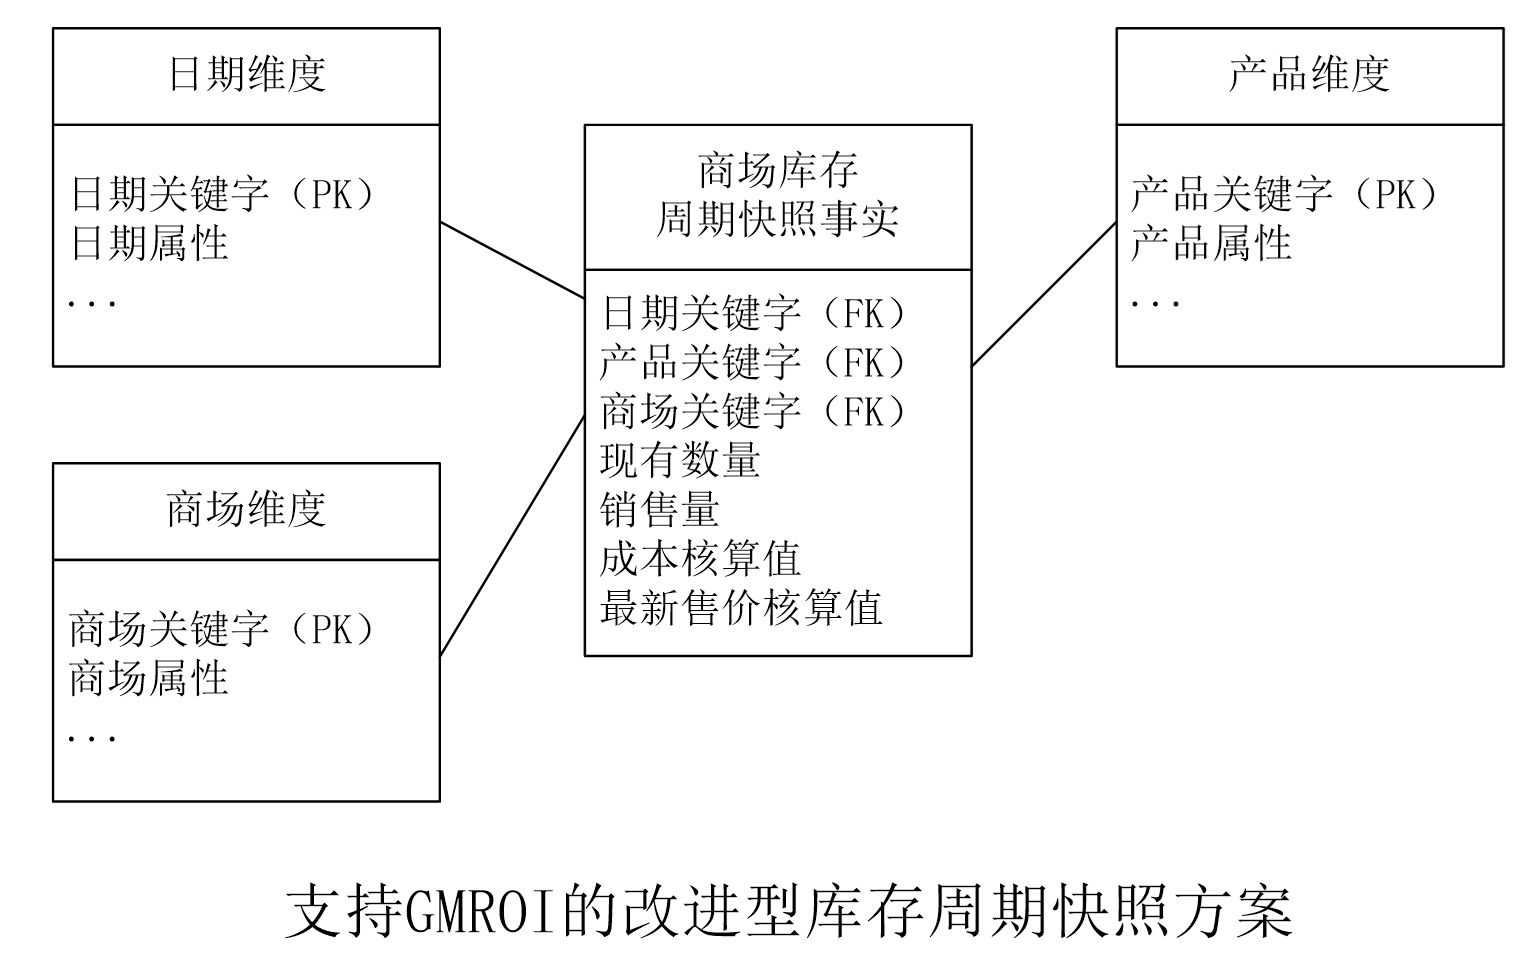 日期维度
日期关键字（PK）
日期属性
...
商场维度
商场关键字（PK）
商场属性
...
商场库存
周期快照事实
日期关键字（FK）
产品关键字（FK）
商场关键字（FK）
现有数量
销售量
成本核算值
最新售价核算值
产品维度
产品关键字（PK）
产品属性
...
支持GMROI的改进型库存周期快照方案